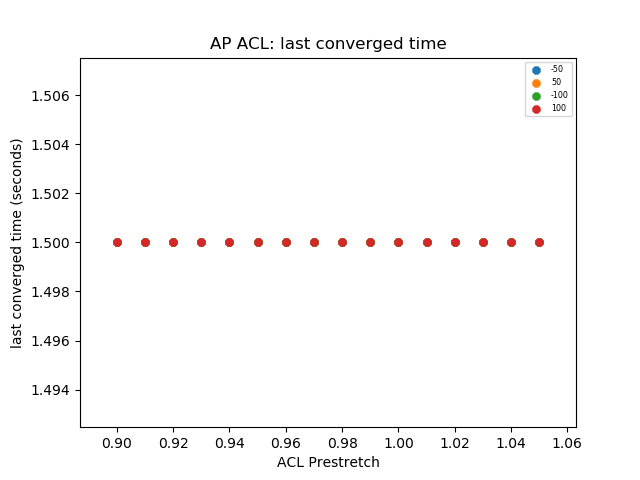 AP ACL: last converged time
-50
50
-100
100
last converged time (seconds)
1.506
1.504
1.502
1.500
1.498
1.496
1.494
0.90 0.92 0.94 0.96 0.98 1.00 1.02 1.04 1.06
ACL Prestretch